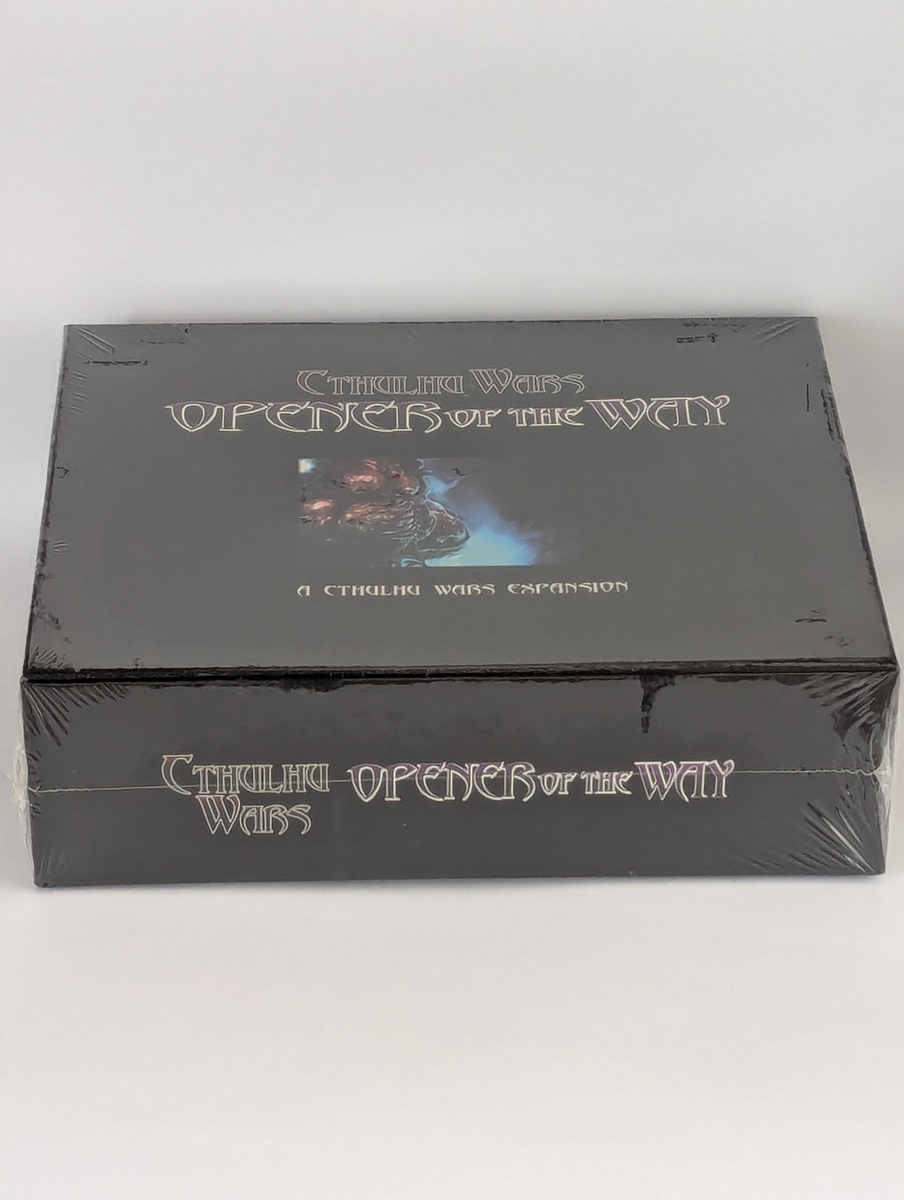 CTHULHU WARS
OPENER OF THE WAY
A CTHULHU WARS EXPANSION
CTHULHU
WARS
OPENER OF THE WAY